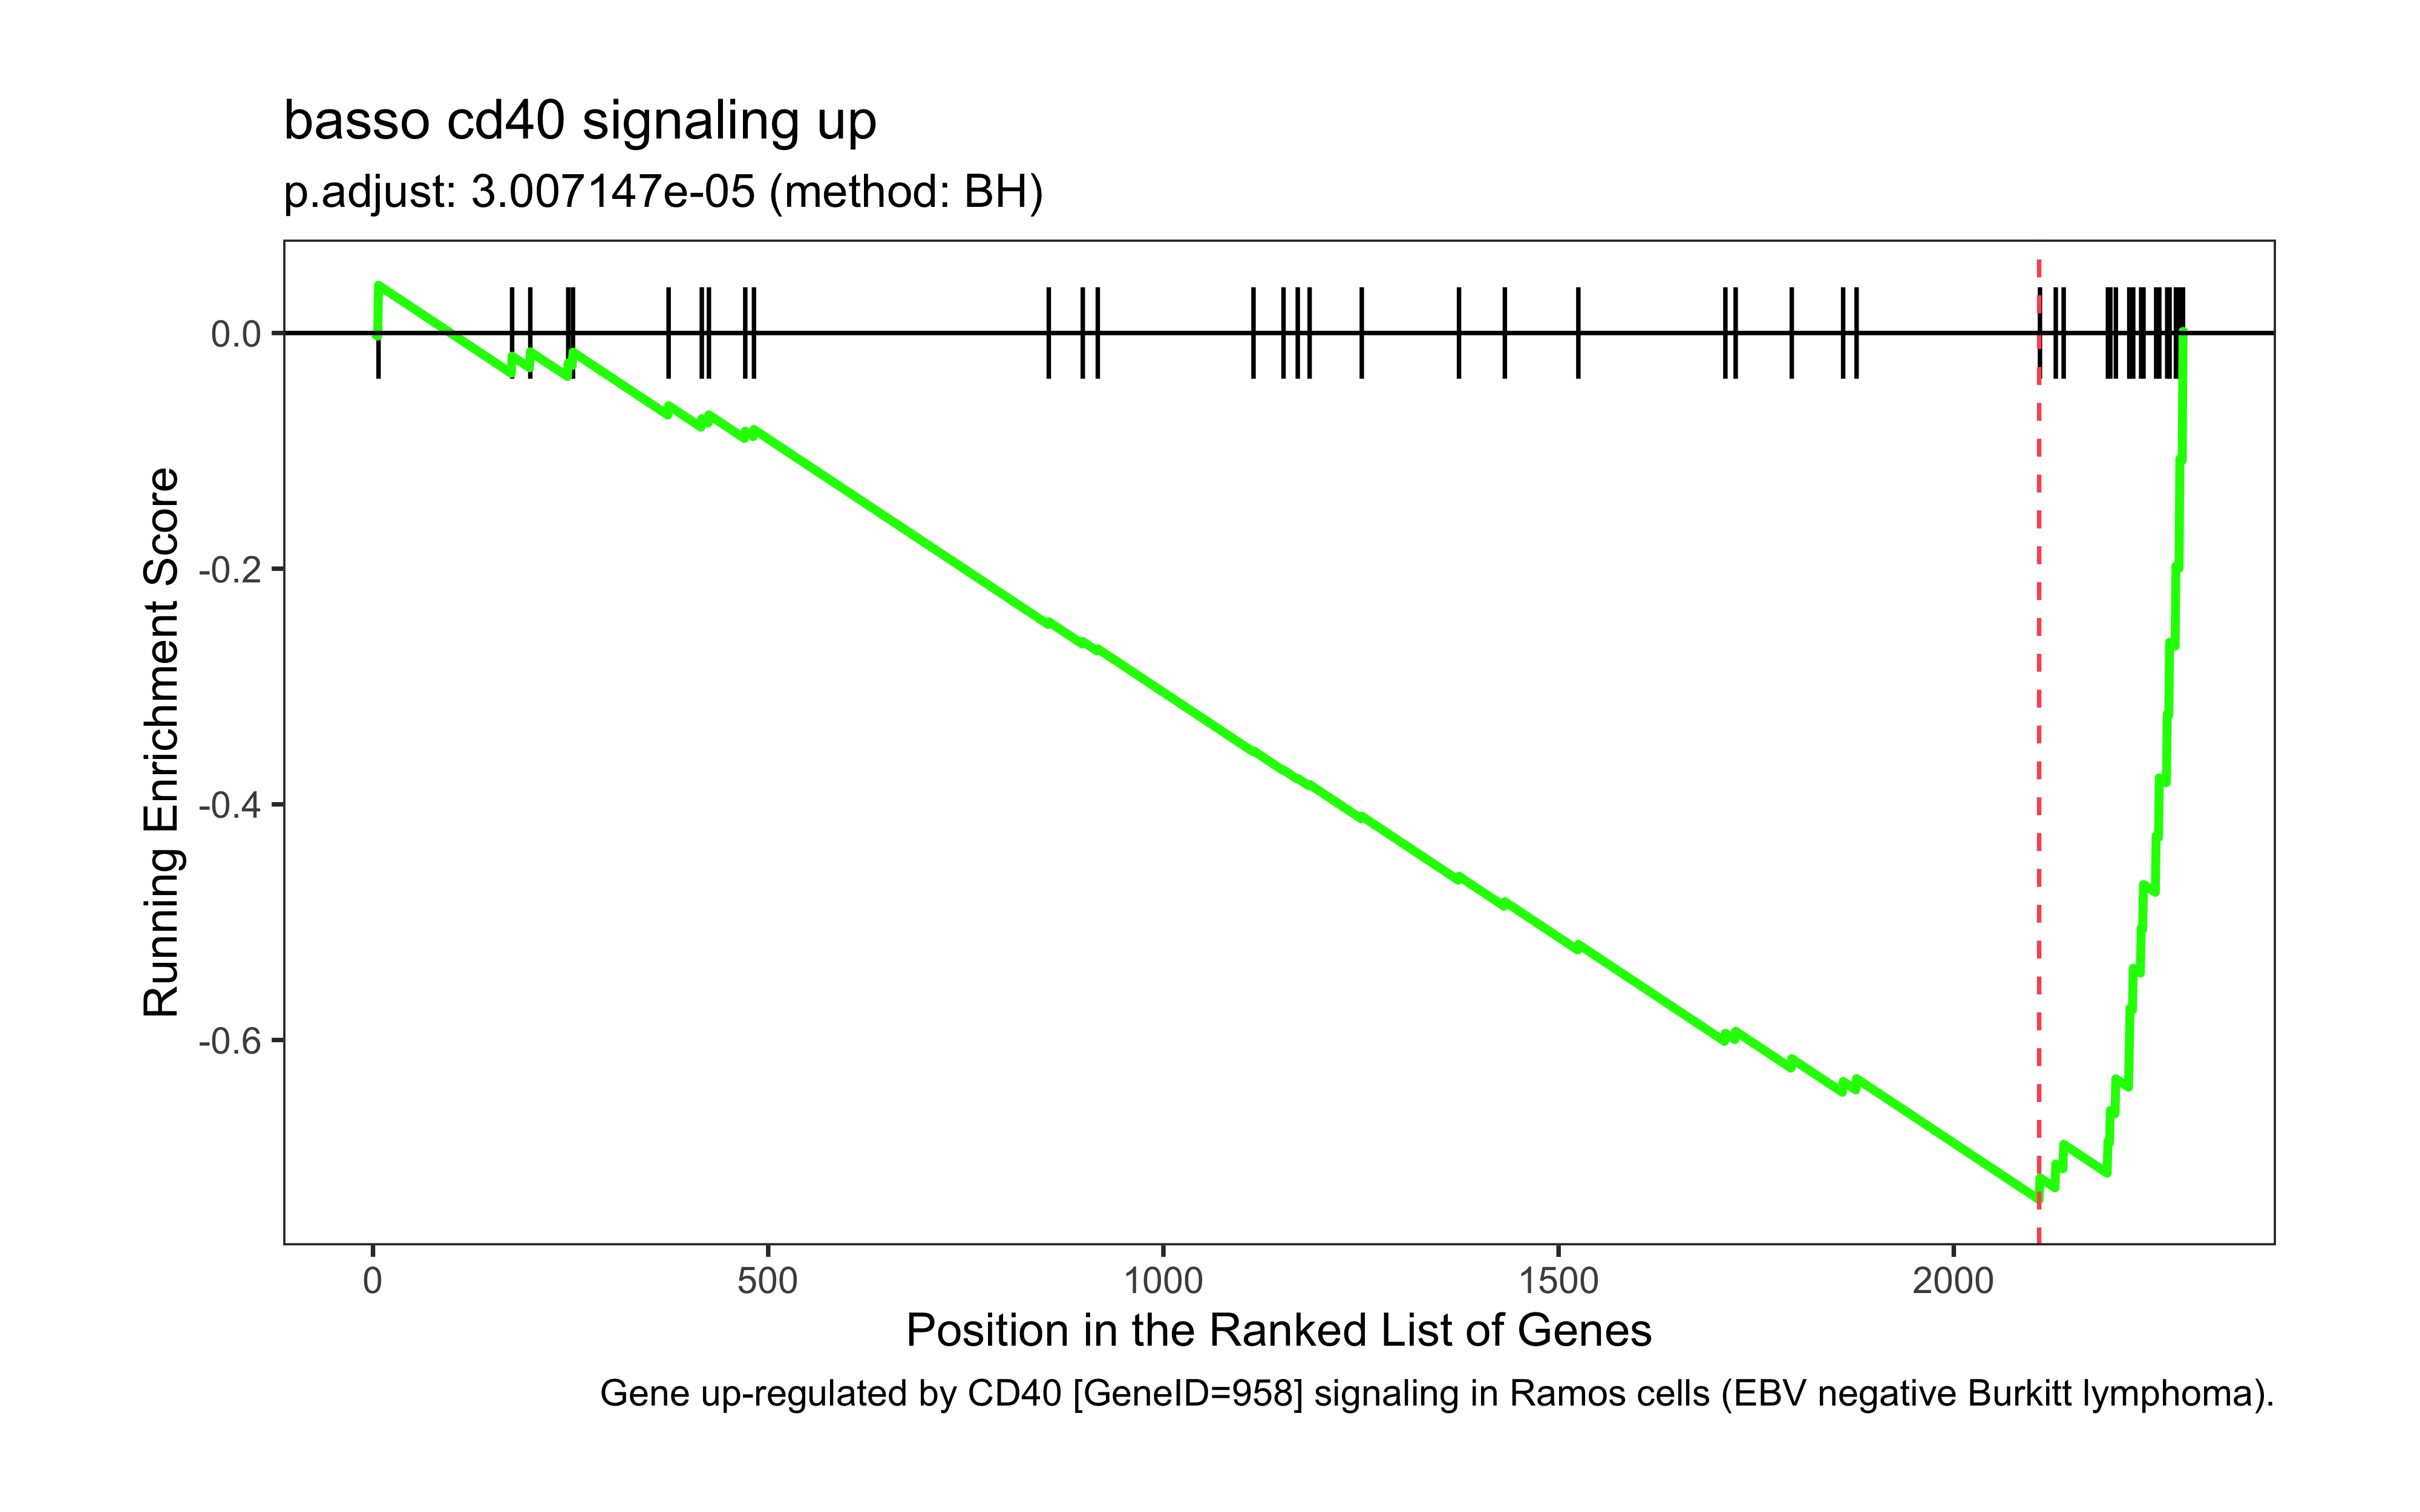 basso cd40 signaling up
p.adjust: 3.007147e-05 (method: BH)
Running Enrichment Score
0.0
-0.2
-0.4
-0.6
0 500 1000 1500 2000
Position in the Ranked List of Genes
Gene up-regulated by CD40 [GeneID=958] signaling in Ramos cells (EBV negative Burkitt lymphoma).